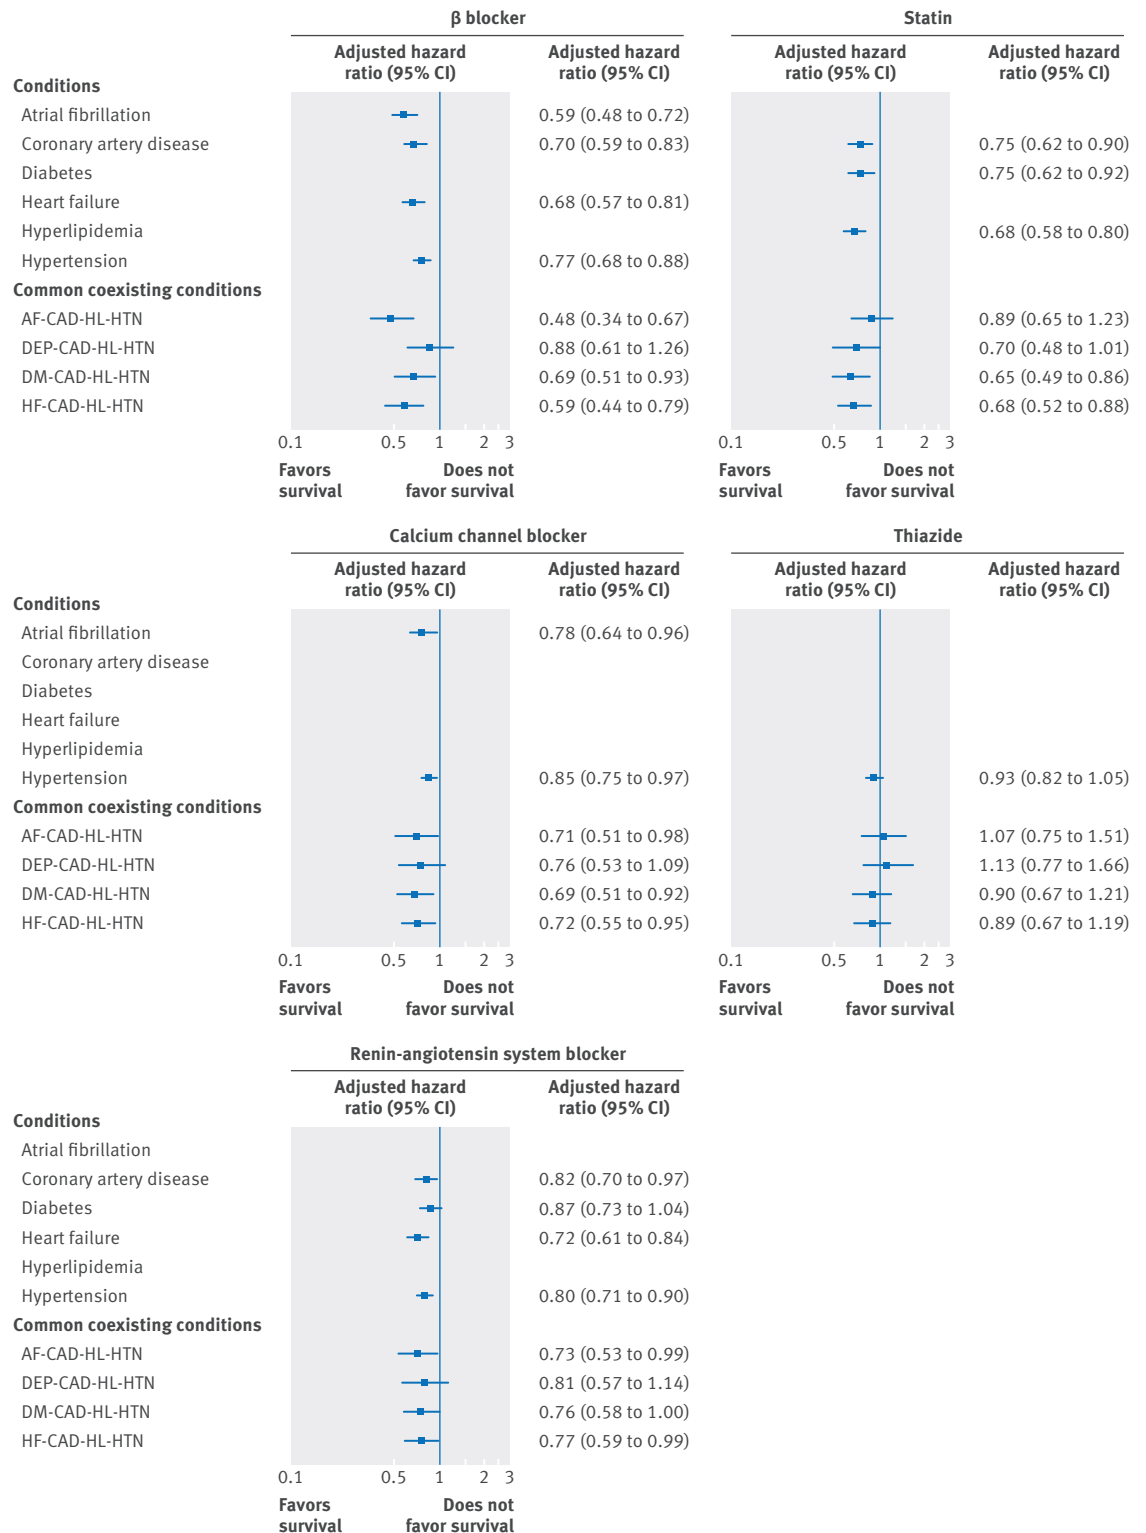 β blocker
Statin
Adjusted hazard ratio (95% CI)
Adjusted hazard ratio (95% CI)
Adjusted hazard ratio (95% CI)
Adjusted hazard ratio (95% CI)
Conditions
Atrial fibrillation 0.59 (0.48 to 0.72)
Coronary artery disease 0.70 (0.59 to 0.83) 0.75 (0.62 to 0.90)
Diabetes 0.75 (0.62 to 0.92)
Heart failure 0.68 (0.57 to 0.81)
Hyperlipidemia 0.68 (0.58 to 0.80)
Hypertension 0.77 (0.68 to 0.88)
Common coexisting conditions
AF-CAD-HL-HTN 0.48 (0.34 to 0.67) 0.89 (0.65 to 1.23)
DEP-CAD-HL-HTN 0.88 (0.61 to 1.26) 0.70 (0.48 to 1.01)
DM-CAD-HL-HTN 0.69 (0.51 to 0.93) 0.65 (0.49 to 0.86)
HF-CAD-HL-HTN 0.59 (0.44 to 0.79) 0.68 (0.52 to 0.88)
0.1 0.5 1 2 3 0.1 0.5 1 2 3
Favors survival
Does not favor survival
Favors survival
Does not favor survival
Calcium channel blocker
Thiazide
Adjusted hazard ratio (95% CI)
Adjusted hazard ratio (95% CI)
Adjusted hazard ratio (95% CI)
Adjusted hazard ratio (95% CI)
Conditions
Atrial fibrillation 0.78 (0.64 to 0.96)
Coronary artery disease
Diabetes
Heart failure
Hyperlipidemia
Hypertension 0.85 (0.75 to 0.97) 0.93 (0.82 to 1.05)
Common coexisting conditions
AF-CAD-HL-HTN 0.71 (0.51 to 0.98) 1.07 (0.75 to 1.51)
DEP-CAD-HL-HTN 0.76 (0.53 to 1.09) 1.13 (0.77 to 1.66)
DM-CAD-HL-HTN 0.69 (0.51 to 0.92) 0.90 (0.67 to 1.21)
HF-CAD-HL-HTN 0.72 (0.55 to 0.95) 0.89 (0.67 to 1.19)
0.1 0.5 1 2 3 0.1 0.5 1 2 3
Favors survival
Does not favor survival
Favors survival
Does not favor survival
Renin-angiotensin system blocker
Adjusted hazard ratio (95% CI)
Adjusted hazard ratio (95% CI)
Conditions
Atrial fibrillation
Coronary artery disease 0.82 (0.70 to 0.97)
Diabetes 0.87 (0.73 to 1.04)
Heart failure 0.72 (0.61 to 0.84)
Hyperlipidemia
Hypertension 0.80 (0.71 to 0.90)
Common coexisting conditions
AF-CAD-HL-HTN 0.73 (0.53 to 0.99)
DEP-CAD-HL-HTN 0.81 (0.57 to 1.14)
DM-CAD-HL-HTN 0.76 (0.58 to 1.00)
HF-CAD-HL-HTN 0.77 (0.59 to 0.99)
0.1 0.5 1 2 3
Favors survival
Does not favor survival